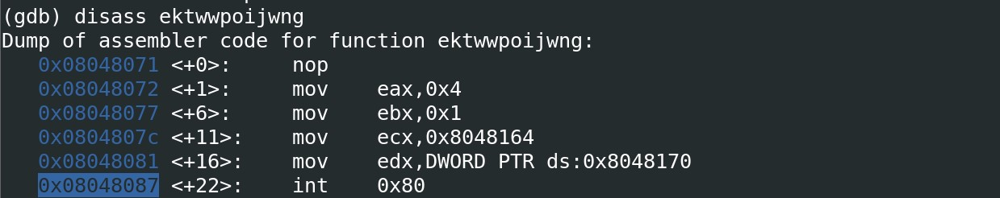 (gdb) disass ektwwpoijwng
Dump of assembler code for function ektwwpoijwng:
   0x08048071 <+0>:     nop
   0x08048072 <+1>:     mov    eax,0x4
   0x08048077 <+6>:     mov    ebx,0x1
   0x0804807c <+11>:    mov    ecx,0x8048164
   0x08048081 <+16>:    mov    edx,DWORD PTR ds:0x8048170
   0x08048087 <+22>:    int    0x80